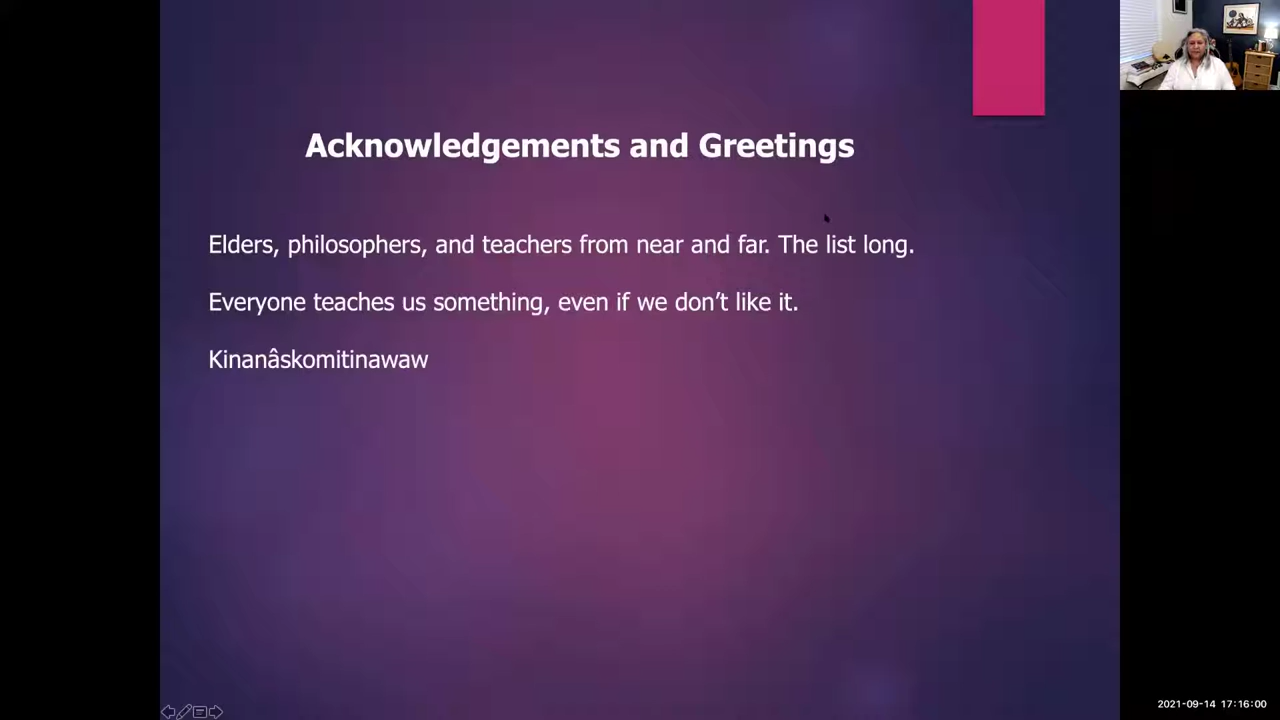 Acknowledgements and Greetings
Elders, philosophers, and teachers from near and far. The list long.
Everyone teaches us something, even if we don’t like it.
Kinanâskomitinawaw
2021-09-14 17:16:00